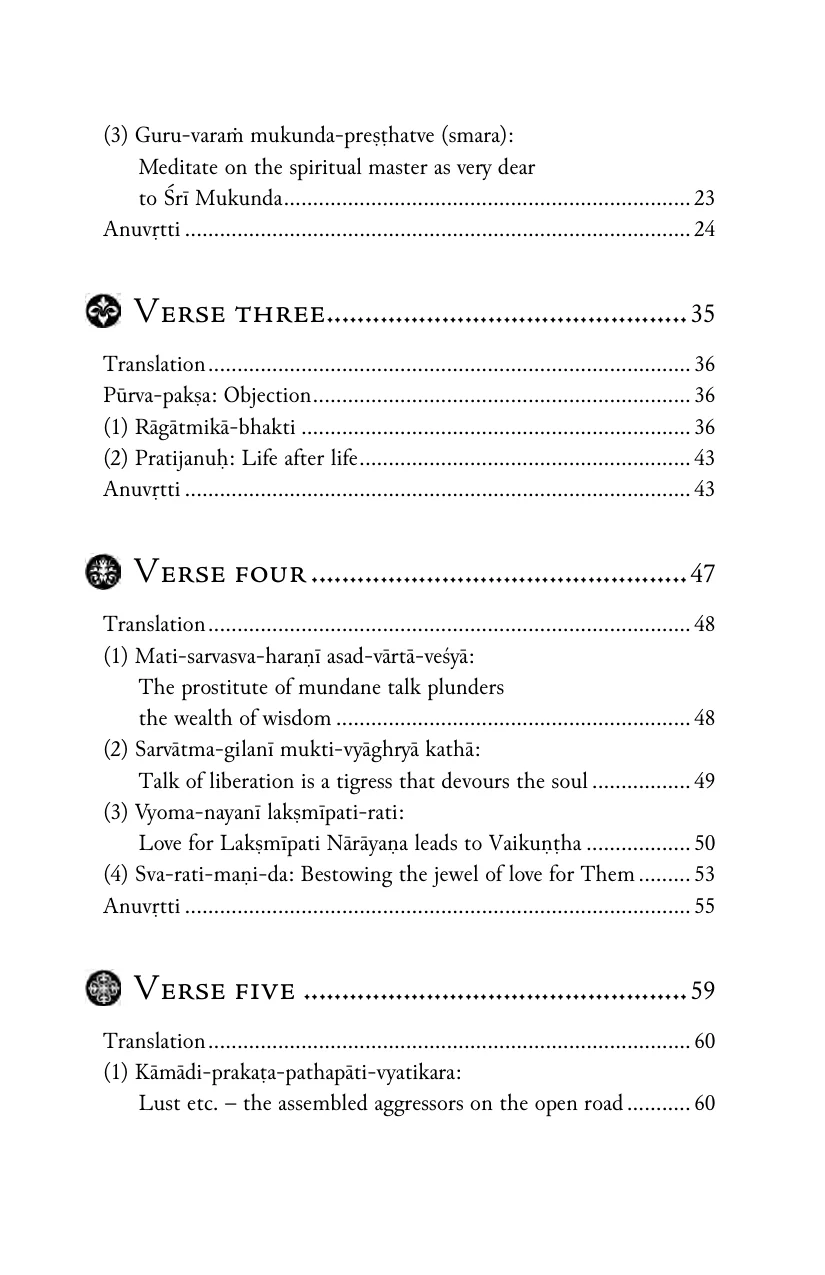 (3) Guru-varaṁ mukunda-preṣṭhatve (smara):
Meditate on the spiritual master as very dear
to Śrī Mukunda...................................................................... 23
Anuvṛtti ....................................................................................... 24
Verse three................................................ 35
Translation................................................................................... 36
Pūrva-pakṣa: Objection................................................................. 36
(1) Rāgātmikā-bhakti ................................................................... 36
(2) Pratijanuḥ: Life after life......................................................... 43
Anuvṛtti ....................................................................................... 43
Verse four .................................................. 47
Translation................................................................................... 48
(1) Mati-sarvasva-haraṇī asad-vārtā-veśyā:
The prostitute of mundane talk plunders
the wealth of wisdom ............................................................. 48
(2) Sarvātma-gilanī mukti-vyāghryā kathā:
Talk of liberation is a tigress that devours the soul ................. 49
(3) Vyoma-nayanī lakṣmīpati-rati:
Love for Lakṣmīpati Nārāyaṇa leads to Vaikuṇṭha .................. 50
(4) Sva-rati-maṇi-da: Bestowing the jewel of love for Them ......... 53
Anuvṛtti ....................................................................................... 55
Verse five ................................................... 59
Translation................................................................................... 60
(1) Kāmādi-prakaṭa-pathapāti-vyatikara:
Lust etc. – the assembled aggressors on the open road ........... 60